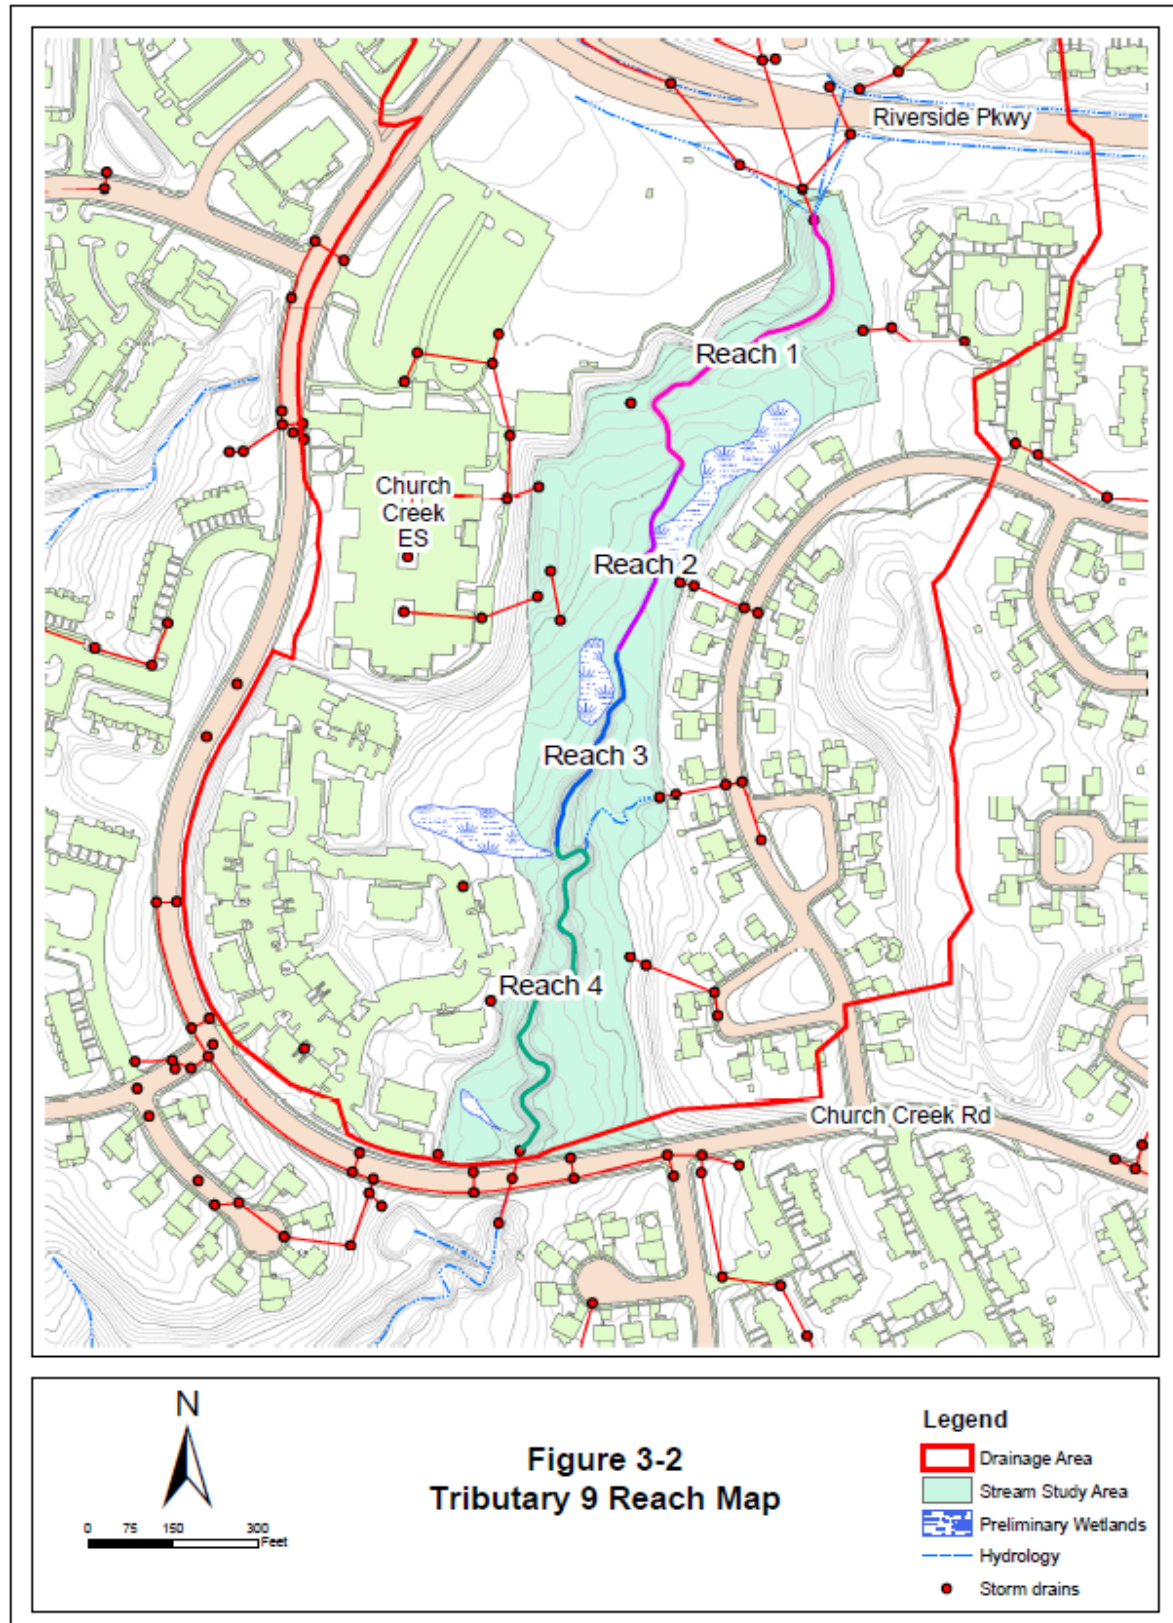 Riverside Pkwy
Reach 1
Church
Creek
ES
Reach 2
Reach 3
Reach 4
Church Creek Rd
N
0 75 150 300
Feet
Figure 3-2
Tributary 9 Reach Map
Legend
Drainage Area
Stream Study Area
Preliminary Wetlands
Hydrology
Storm drains